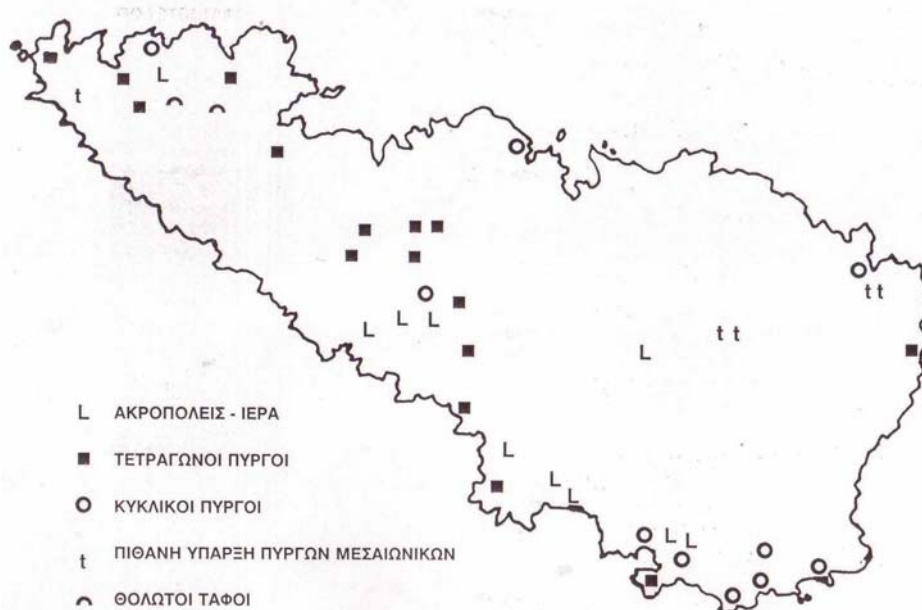 L
t
t t
t t
L
L L
L
L
L
L
L L
L ΑΚΡΟΠΟΛΕΙΣ - ΙΕΡΑ
ΤΕΤΡΑΓΩΝΟΙ ΠΥΡΓΟΙ
ΚΥΚΛΙΚΟΙ ΠΥΡΓΟΙ
t ΠΙΘΑΝΗ ΥΠΑΡΞΗ ΠΥΡΓΩΝ ΜΕΣΑΙΩΝΙΚΩΝ
ΘΟΛΩΤΟΙ ΤΑΦΟΙ